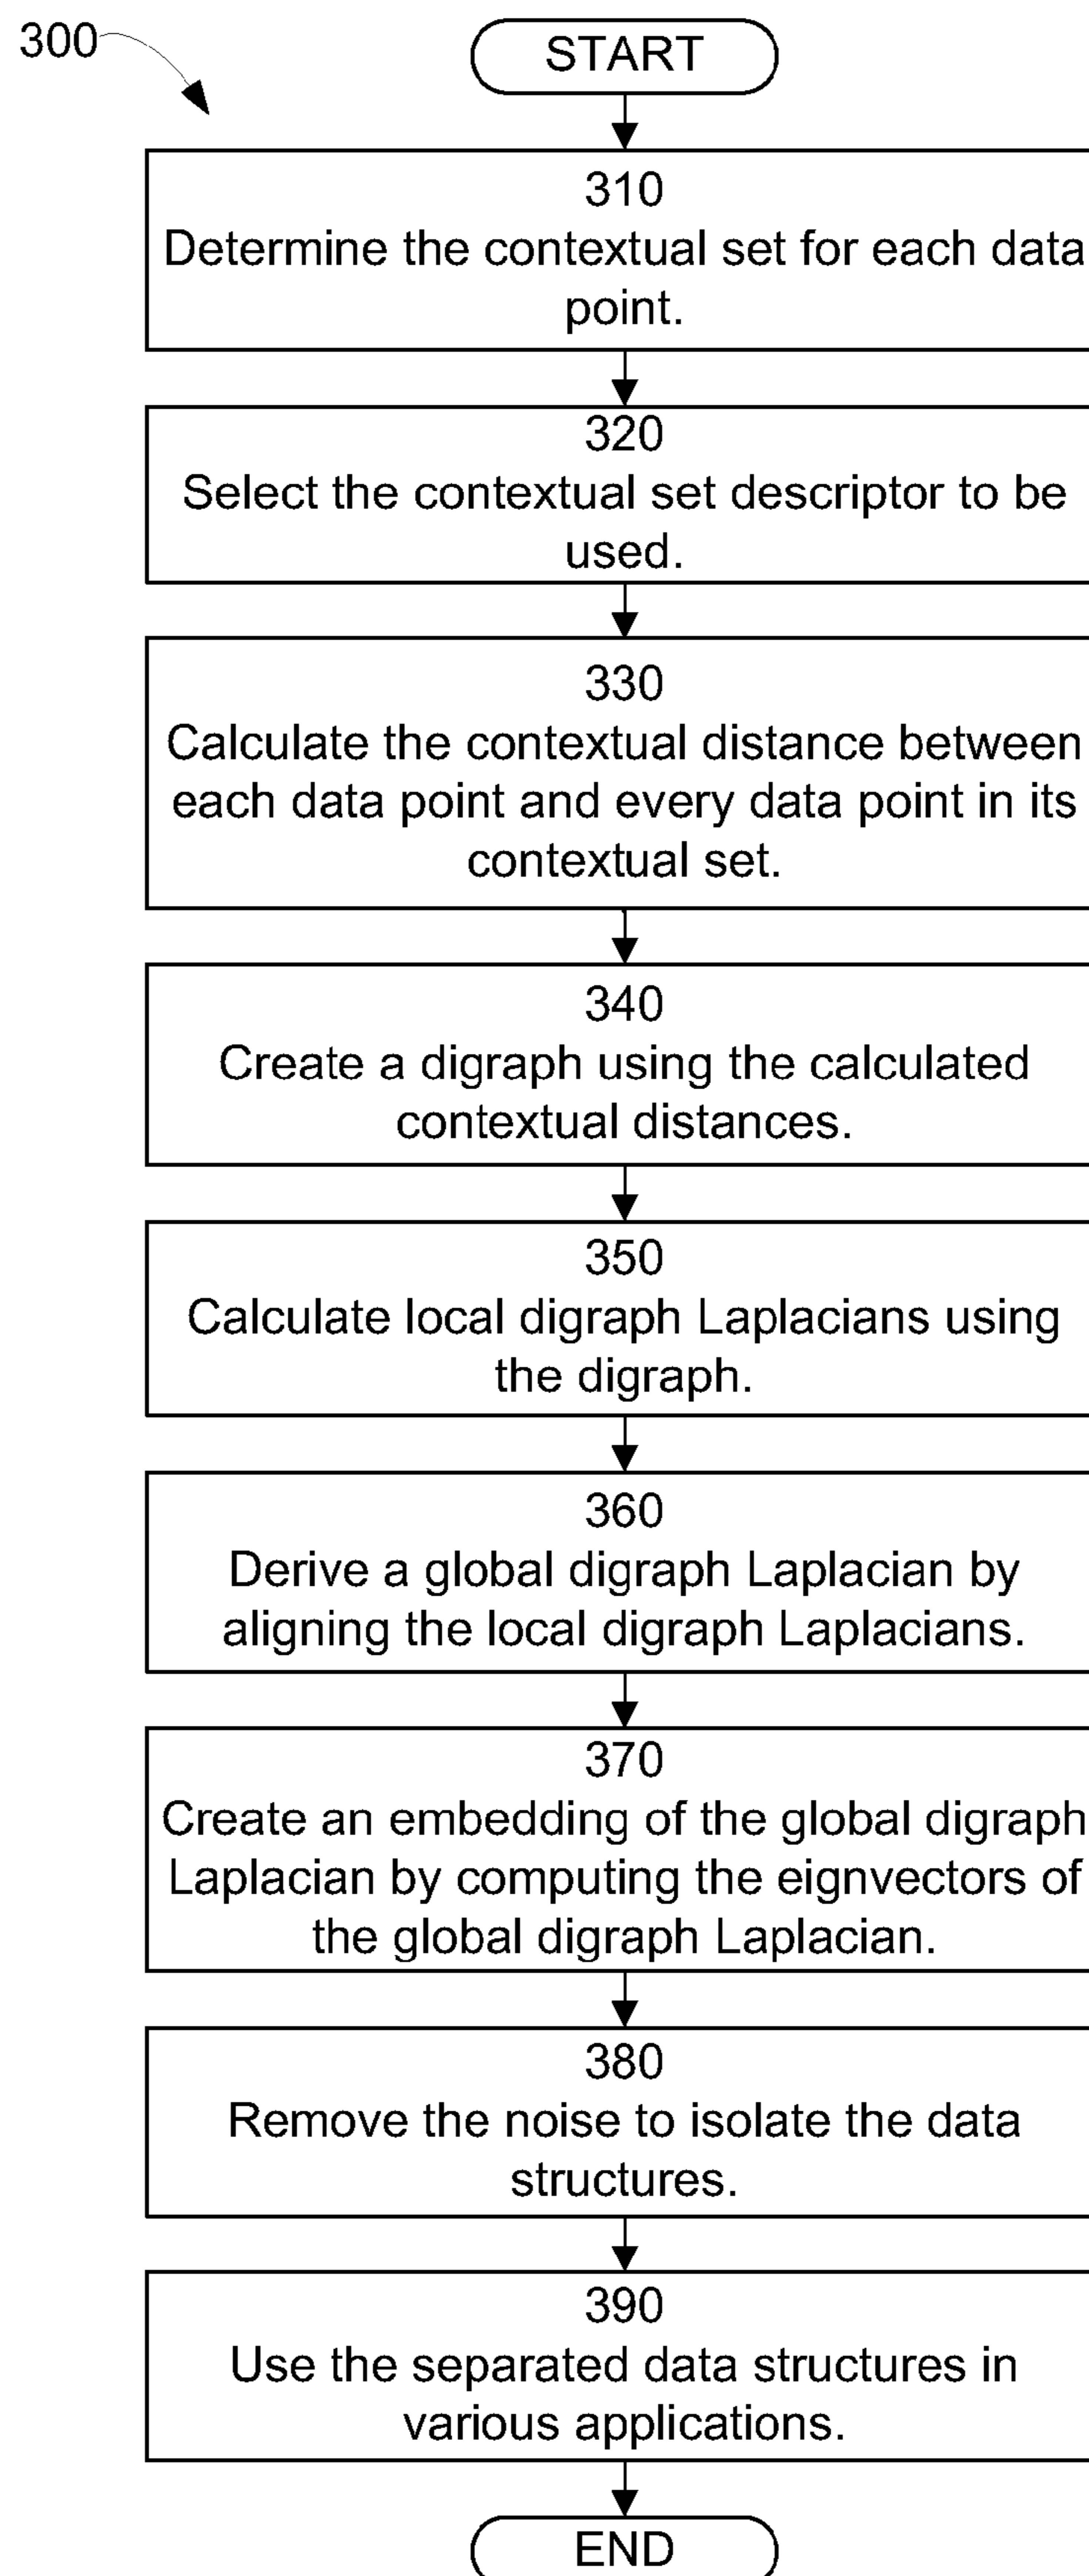 300
START
310
Determine the contextual set for each data
point.
320
Select the contextual set descriptor to be
used.
330
Calculate the contextual distance between
each data point and every data point in its
contextual set.
340
Create a digraph using the calculated
contextual distances.
350
Calculate local digraph Laplacians using
the digraph.
360
Derive a global digraph Laplacian by
aligning the local digraph Laplacians.
370
Create an embedding of the global digraph
Laplacian by computing the eignvectors of
the global digraph Laplacian.
380
Remove the noise to isolate the data
structures.
390
Use the separated data structures in
various applications.
END